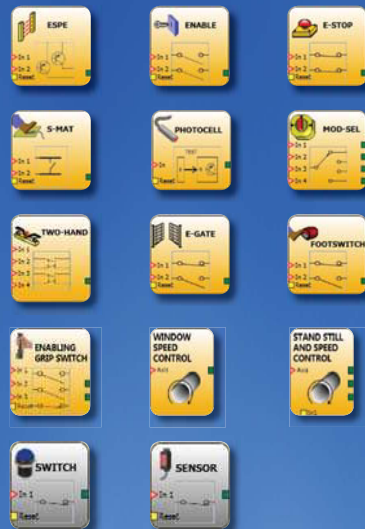 ESPE
In 1
In 2
Reset
ENABLE
In 1
In 2
Reset
E-STOP
In 1
In 2
Reset
S-MAT
In 1
In 2
Reset
PHOTOCELL
TEST
In
Reset
MOD-SEL
In 1
In 2
In 3
In 4
TWO-HAND
In 1
In 2
In 3
In 4
E-GATE
In 1
In 2
Reset
FOOTSWITCH
In 1
In 2
Reset
ENABLING
GRIP SWITCH
In 1
In 2
In 3
Reset
WINDOW
SPEED
CONTROL
Axis
STAND STILL
AND SPEED
CONTROL
Axis
SWITCH
In 1
Reset
SENSOR
In 1
Reset